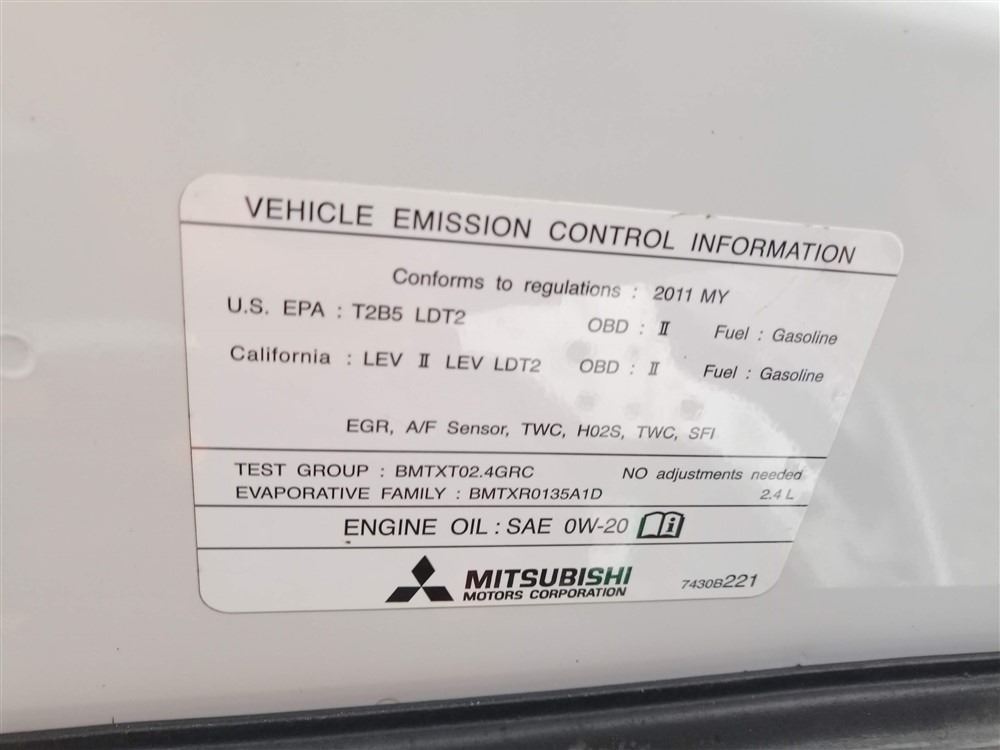 VEHICLE EMISSION CONTROL INFORMATION
Conforms to regulations : 2011 MY
U.S. EPA : T2B5 LDT2 OBD : II Fuel : Gasoline
California : LEV II LEV LDT2 OBD : II Fuel : Gasoline
EGR, A/F Sensor, TWC, H02S, TWC, SFI
TEST GROUP : BMTXT02.4GRC NO adjustments needed
EVAPORATIVE FAMILY : BMTXR0135A1D 2.4 L
ENGINE OIL : SAE 0W-20 i
MITSUBISHI
MOTORS CORPORATION 7430B221